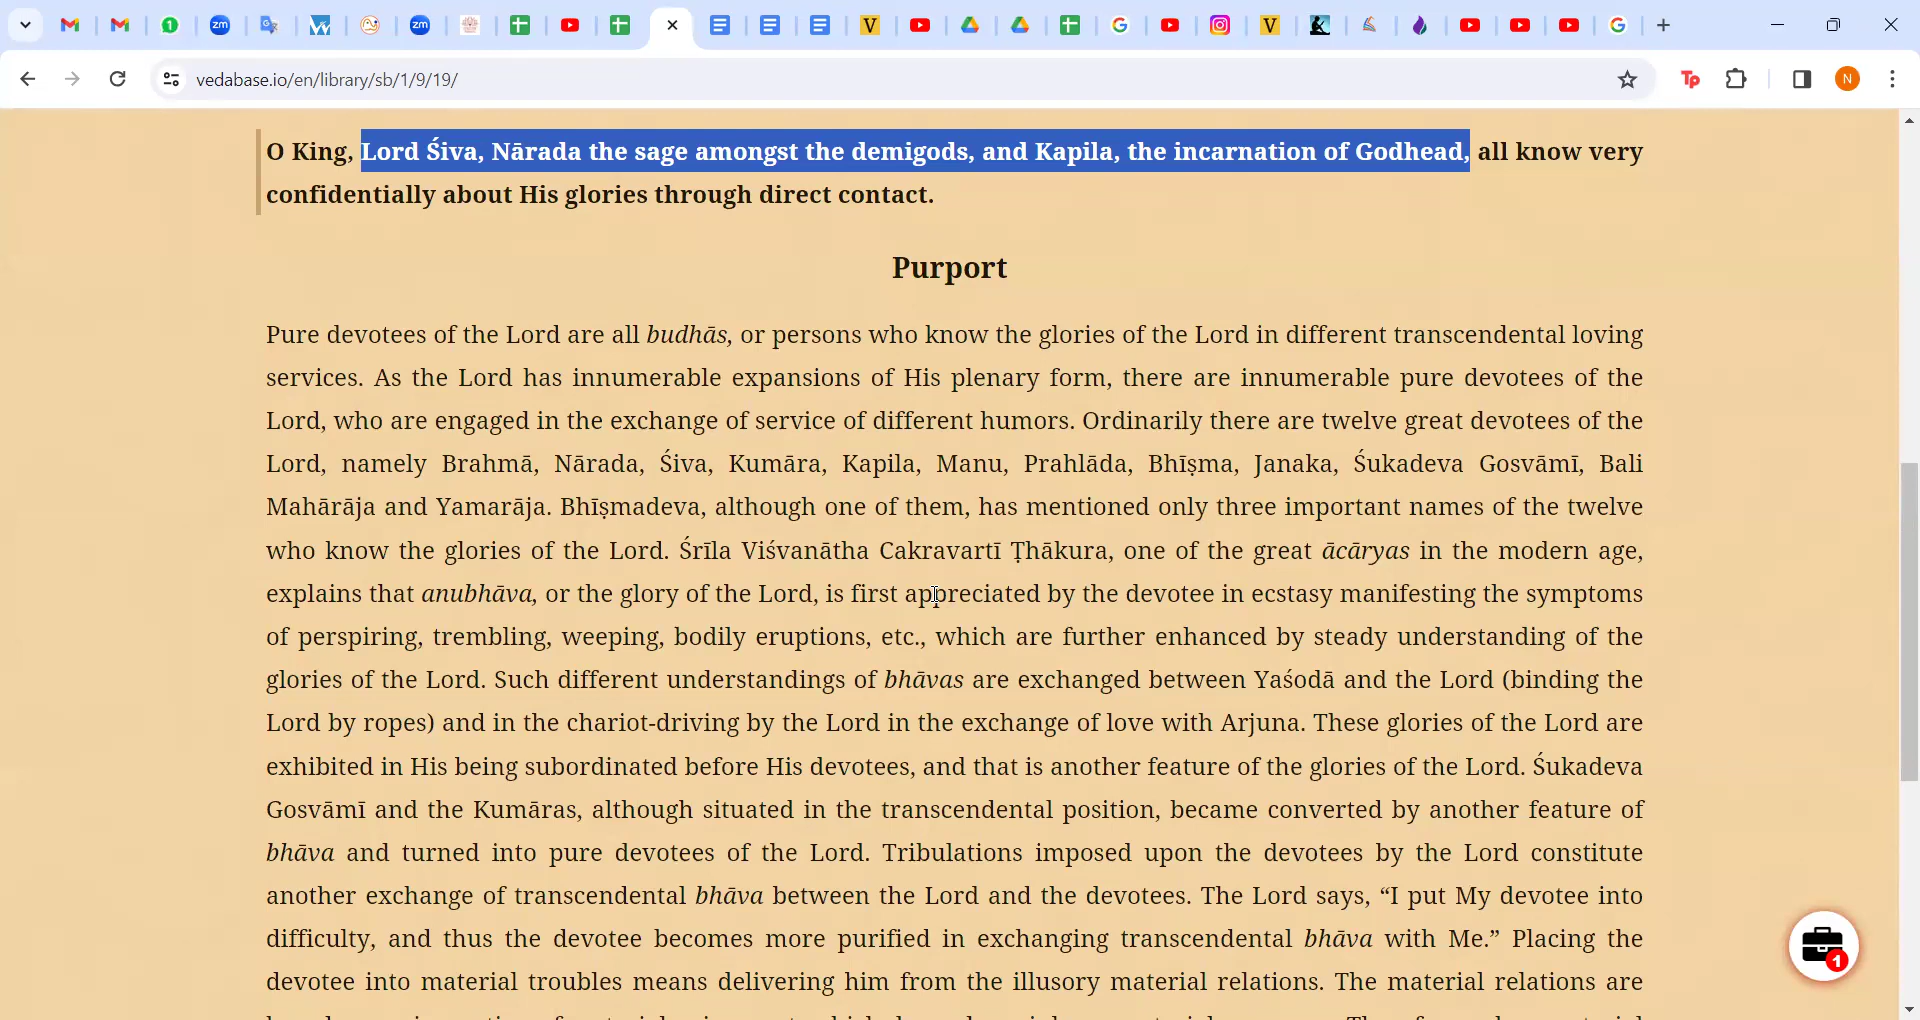 vedabase.io/en/library/sb/1/9/19/
O King, Lord Śiva, Nārada the sage amongst the demigods, and Kapila, the incarnation of Godhead, all know very
confidentially about His glories through direct contact.
Purport
Pure devotees of the Lord are all budhās, or persons who know the glories of the Lord in different transcendental loving
services. As the Lord has innumerable expansions of His plenary form, there are innumerable pure devotees of the
Lord, who are engaged in the exchange of service of different humors. Ordinarily there are twelve great devotees of the
Lord, namely Brahmā, Nārada, Śiva, Kumāra, Kapila, Manu, Prahlāda, Bhīṣma, Janaka, Śukadeva Gosvāmī, Bali
Mahārāja and Yamarāja. Bhīṣmadeva, although one of them, has mentioned only three important names of the twelve
who know the glories of the Lord. Śrīla Viśvanātha Cakravartī Ṭhākura, one of the great ācāryas in the modern age,
explains that anubhāva, or the glory of the Lord, is first appreciated by the devotee in ecstasy manifesting the symptoms
of perspiring, trembling, weeping, bodily eruptions, etc., which are further enhanced by steady understanding of the
glories of the Lord. Such different understandings of bhāvas are exchanged between Yaśodā and the Lord (binding the
Lord by ropes) and in the chariot-driving by the Lord in the exchange of love with Arjuna. These glories of the Lord are
exhibited in His being subordinated before His devotees, and that is another feature of the glories of the Lord. Śukadeva
Gosvāmī and the Kumāras, although situated in the transcendental position, became converted by another feature of
bhāva and turned into pure devotees of the Lord. Tribulations imposed upon the devotees by the Lord constitute
another exchange of transcendental bhāva between the Lord and the devotees. The Lord says, “I put My devotee into
difficulty, and thus the devotee becomes more purified in exchanging transcendental bhāva with Me.” Placing the
devotee into material troubles means delivering him from the illusory material relations. The material relations are
1